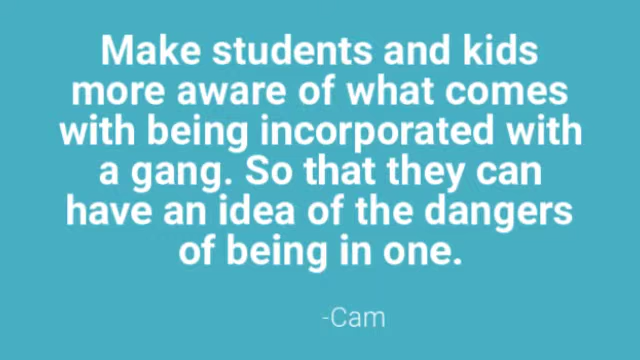 Make students and kids
more aware of what comes
with being incorporated with
a gang. So that they can
have an idea of the dangers
of being in one.
-Cam